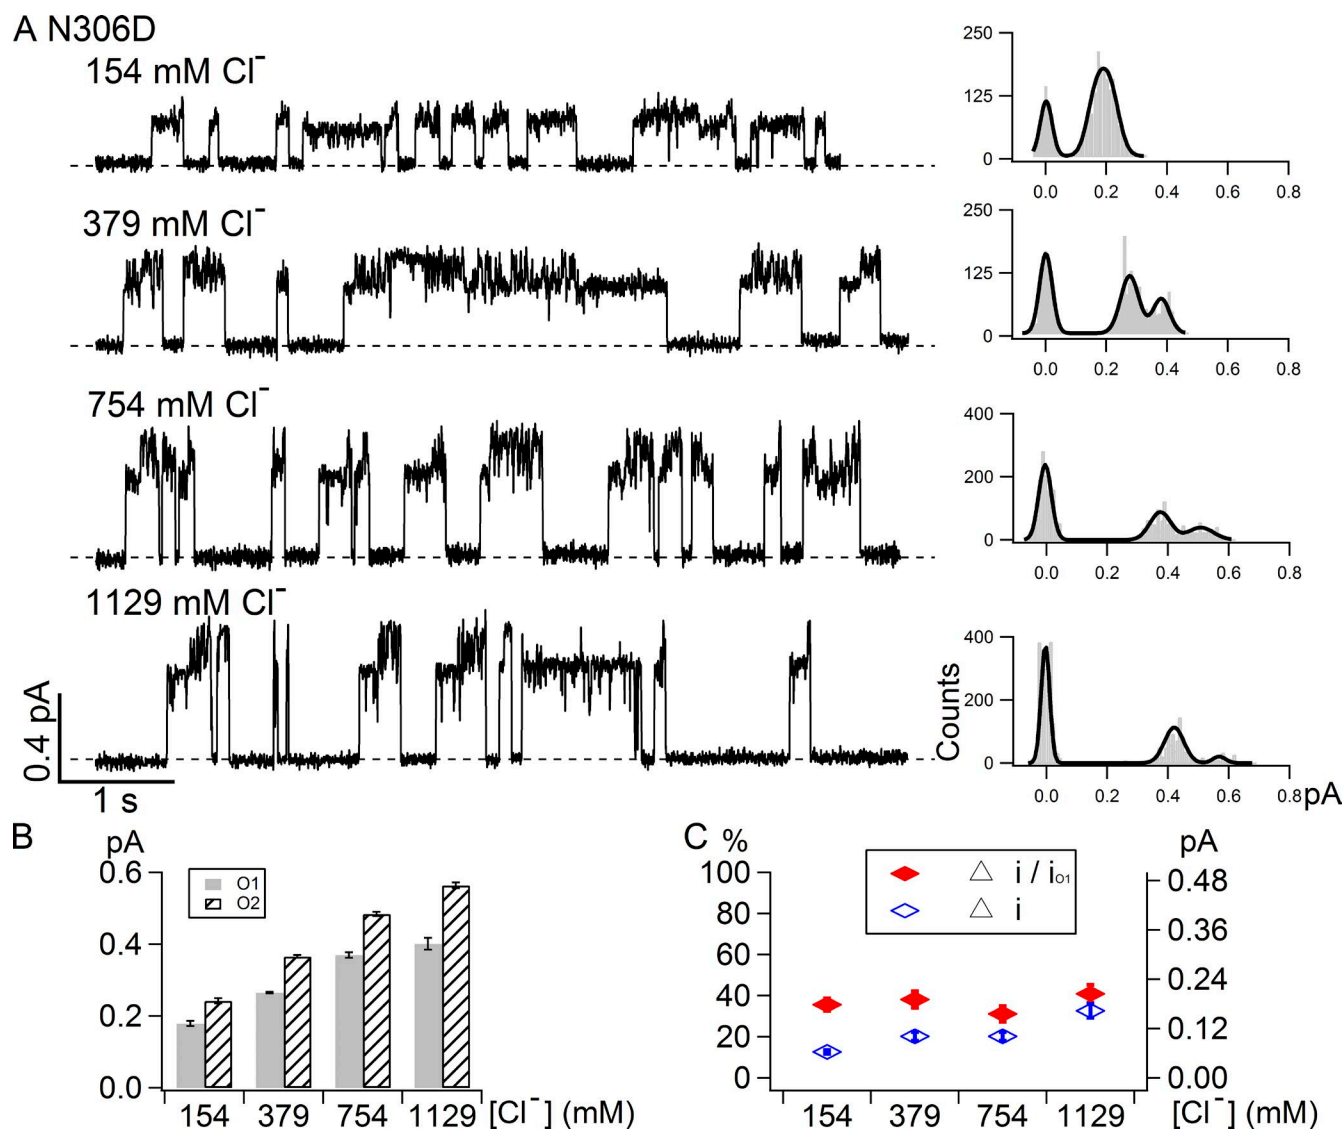 A N306D
154 mM Cl⁻
250
125
0
0.0 0.2 0.4 0.6 0.8
379 mM Cl⁻
250
125
0
0.0 0.2 0.4 0.6 0.8
754 mM Cl⁻
400
200
0
0.0 0.2 0.4 0.6 0.8
1129 mM Cl⁻
400
200
0
Counts
0.0 0.2 0.4 0.6 0.8 pA
0.4 pA
1 s
B pA
0.6
0.4
0.2
0.0
O1
O2
154 379 754 1129 [Cl⁻] (mM)
C % pA
100
80
60
40
20
0
△ i / iO1
△ i
0.48
0.36
0.24
0.12
0.00
154 379 754 1129 [Cl⁻] (mM)